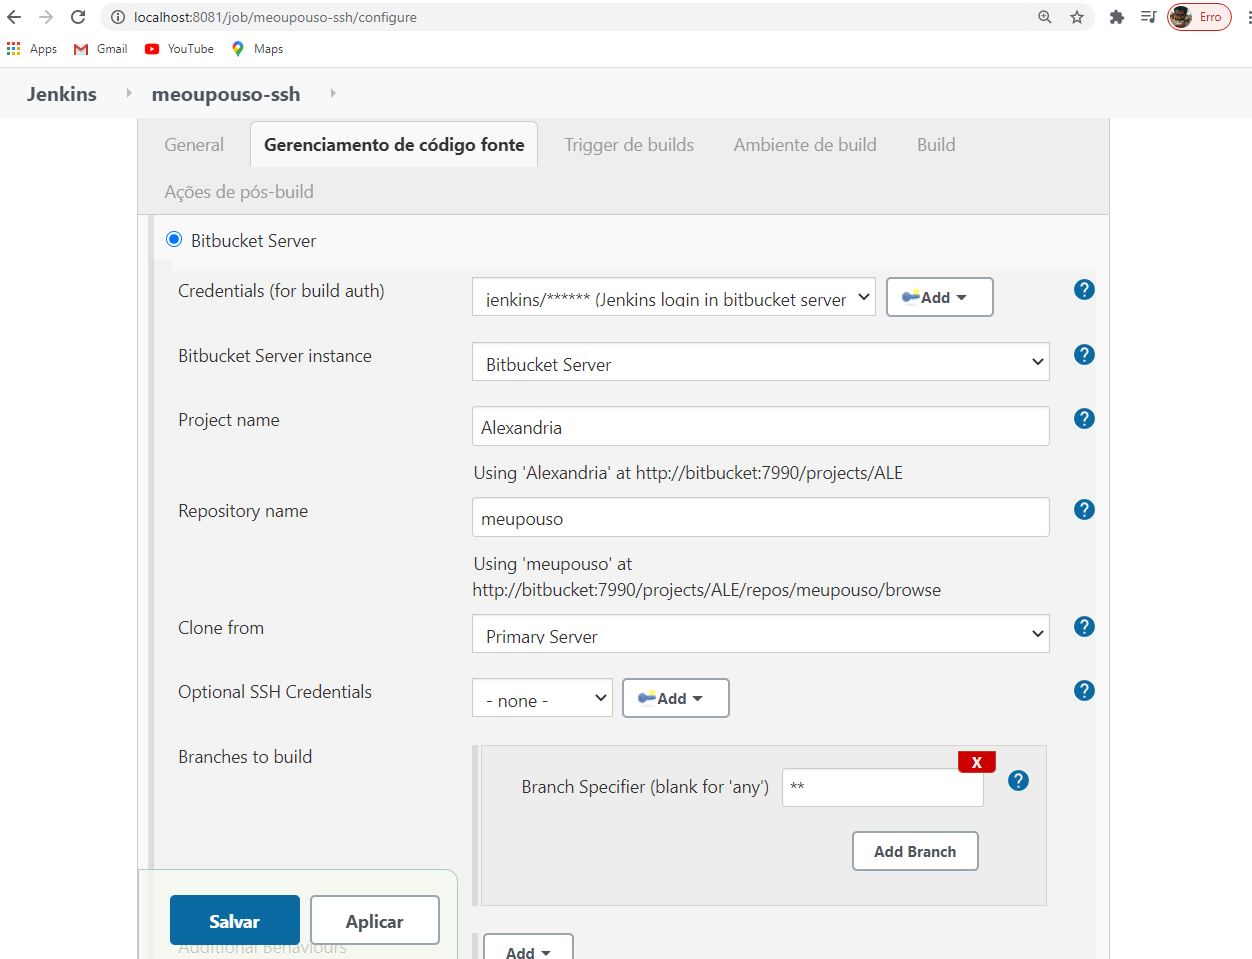 localhost:8081/job/meoupouso-ssh/configure
Erro
Apps Gmail YouTube Maps
Jenkins meoupouso-ssh
General Gerenciamento de código fonte Trigger de builds Ambiente de build Build
Ações de pós-build
Bitbucket Server
Credentials (for build auth) jenkins/****** (Jenkins login in bitbucket server Add
Bitbucket Server instance Bitbucket Server
Project name Alexandria
Using 'Alexandria' at http://bitbucket:7990/projects/ALE
Repository name meupouso
Using 'meupouso' at
http://bitbucket:7990/projects/ALE/repos/meupouso/browse
Clone from Primary Server
Optional SSH Credentials - none - Add
Branches to build
X
Branch Specifier (blank for 'any') **
Add Branch
Salvar Aplicar
Additional Behaviours Add